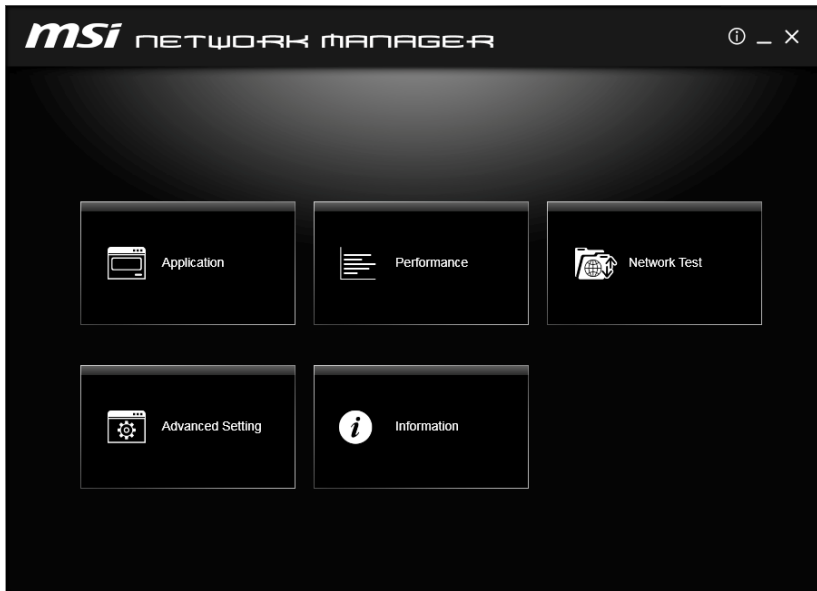 msi NETWORK MANAGER
Application
Performance
Network Test
Advanced Setting
Information